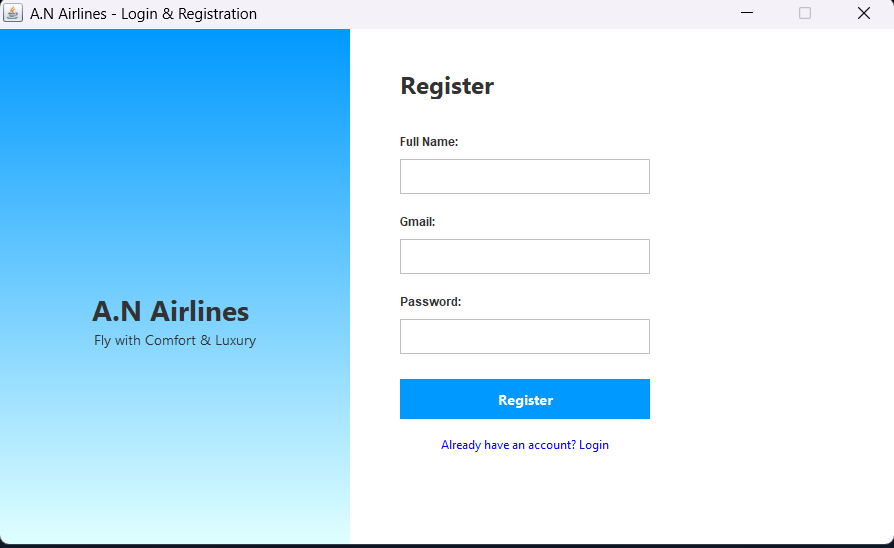 A.N Airlines - Login & Registration
A.N Airlines
Fly with Comfort & Luxury
Register
Full Name:
Gmail:
Password:
Register
Already have an account? Login